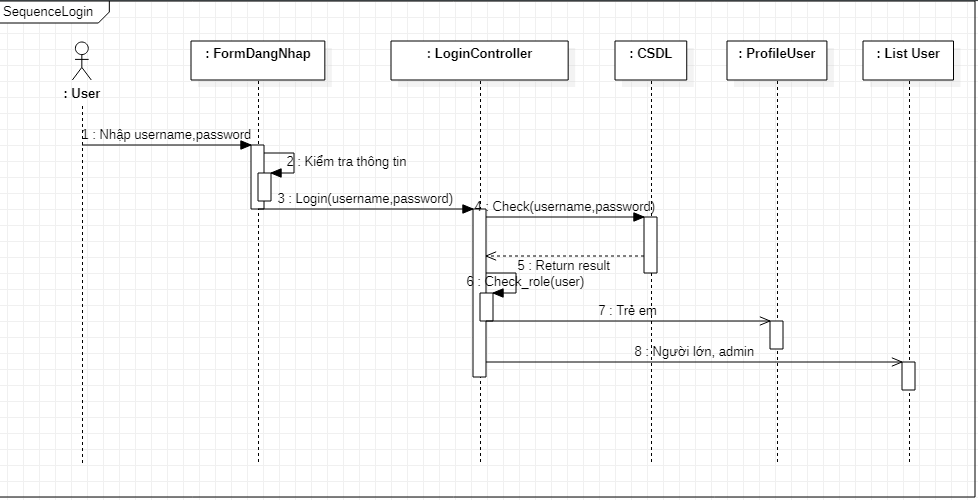 SequenceLogin
: User
: FormDangNhap
: LoginController
: CSDL
: ProfileUser
: List User
1 : Nhập username,password
2 : Kiểm tra thông tin
3 : Login(username,password)
4 : Check(username,password)
5 : Return result
6 : Check_role(user)
7 : Trẻ em
8 : Người lớn, admin